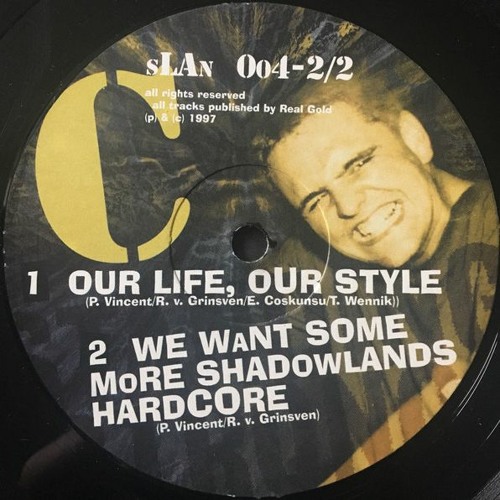 sLAN 004-2/2
all rights reserved
all tracks published by Real Gold
(p) & (c) 1997
C
1 OUR LIFE, OUR STYLE
(P. Vincent/R. v. Grinsven/E. Coskunsu/T. Wennik))
2 WE WaNT SOME
MoRE SHADoWLANDS
HARDCORE
(P. Vincent/R. v. Grinsven)